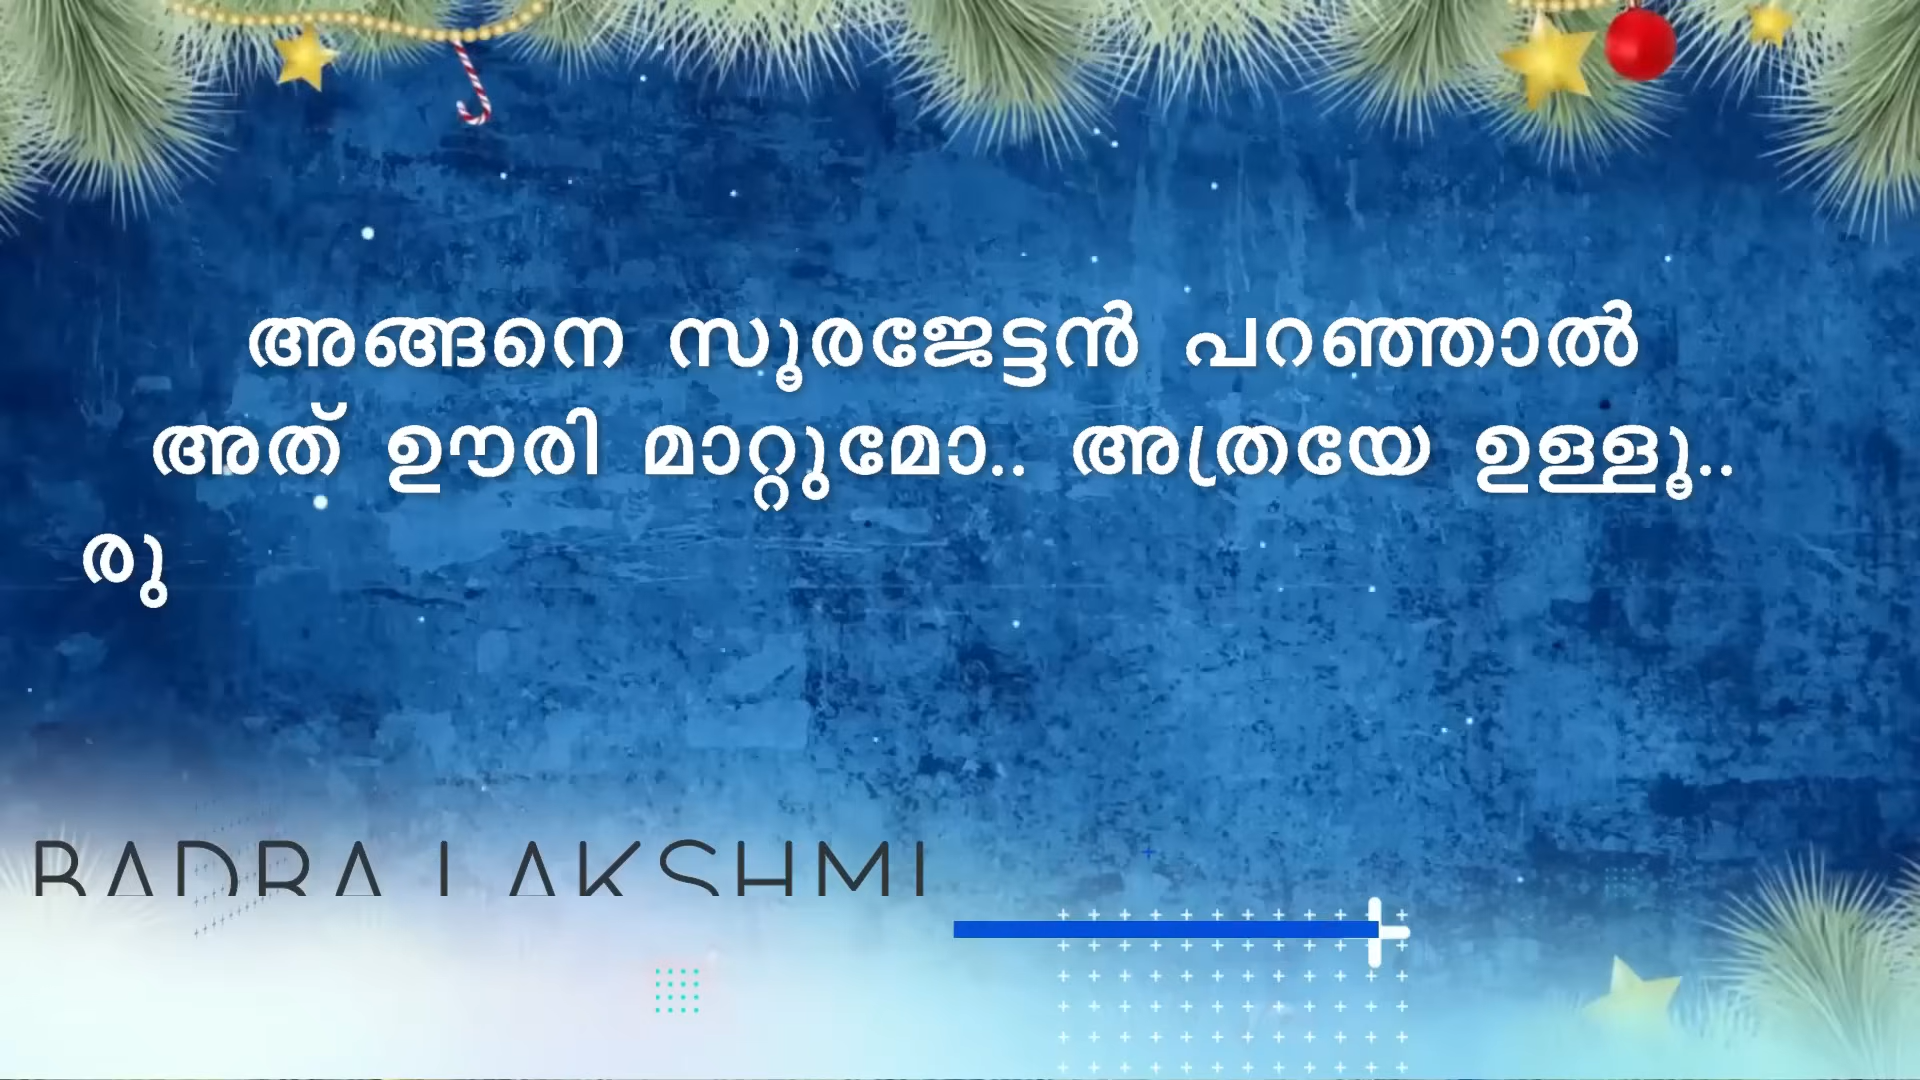 അങ്ങനെ സൂരജേട്ടൻ പറഞ്ഞാൽ
അത് ഊരി മാറ്റുമോ.. അത്രയേ ഉള്ളൂ..
രു
BADRA LAKSHMI